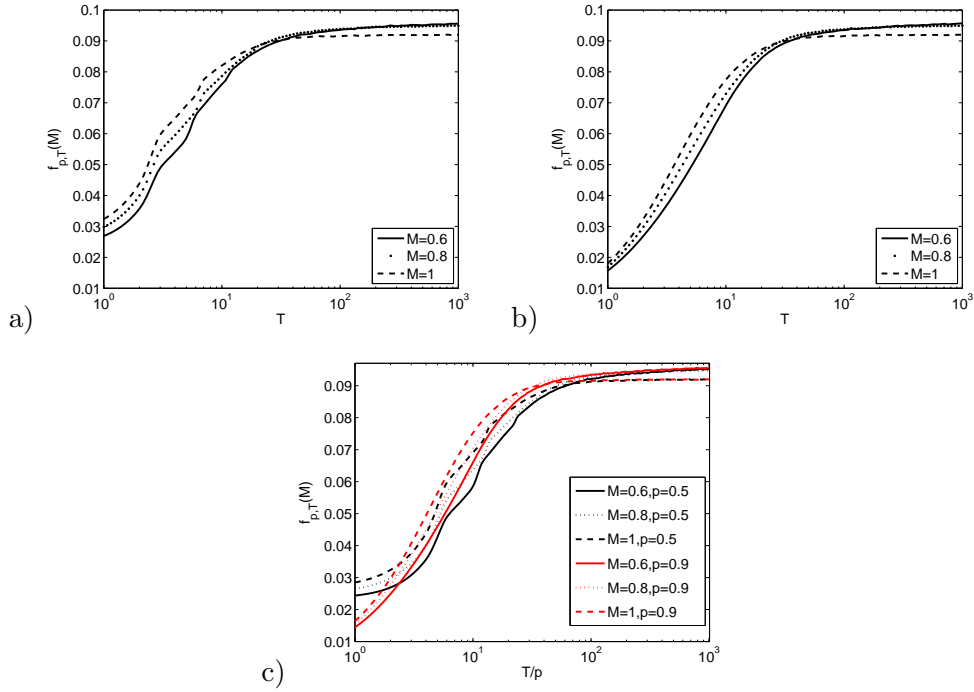 0.1
0.09
0.08
0.07
0.06
0.05
0.04
0.03
0.02
0.01
f_{p,T}(M)
10^0
10^1
10^2
10^3
T
M=0.6
M=0.8
M=1
a)
0.1
0.09
0.08
0.07
0.06
0.05
0.04
0.03
0.02
0.01
f_{p,T}(M)
10^0
10^1
10^2
10^3
T
M=0.6
M=0.8
M=1
b)
0.09
0.08
0.07
0.06
0.05
0.04
0.03
0.02
0.01
f_{p,T}(M)
10^0
10^1
10^2
10^3
T/p
M=0.6,p=0.5
M=0.8,p=0.5
M=1,p=0.5
M=0.6,p=0.9
M=0.8,p=0.9
M=1,p=0.9
c)